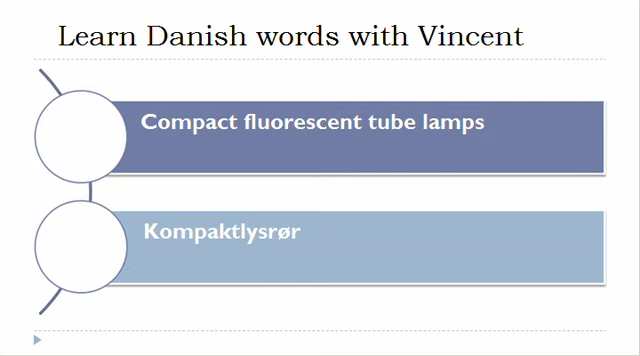 Learn Danish words with Vincent
Compact fluorescent tube lamps
Kompaktlysrør